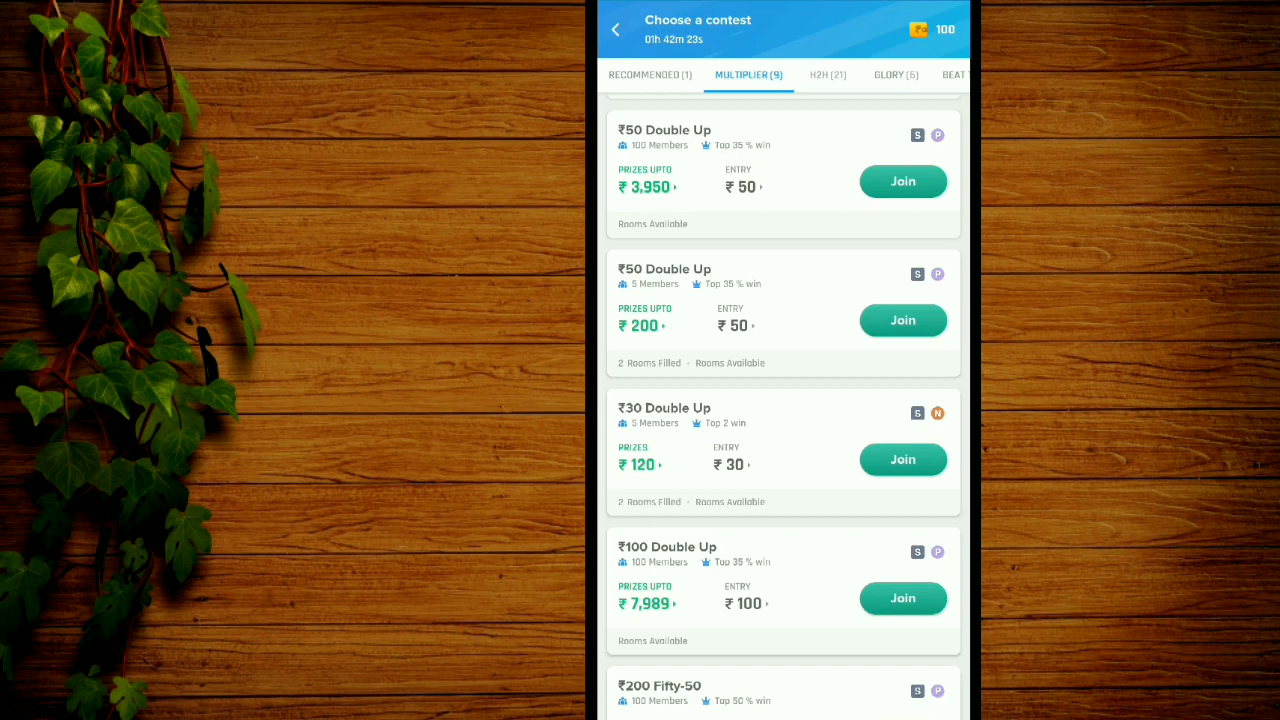 Choose a contest
01h 42m 23s
100
RECOMMENDED (1) MULTIPLIER (9) H2H (21) GLORY (6) BEAT
₹50 Double Up
S P
100 Members Top 35 % win
PRIZES UPTO ENTRY
₹ 3,950 ₹ 50
Join
Rooms Available
₹50 Double Up
S P
5 Members Top 35 % win
PRIZES UPTO ENTRY
₹ 200 ₹ 50
Join
2 Rooms Filled • Rooms Available
₹30 Double Up
S N
5 Members Top 2 win
PRIZES ENTRY
₹ 120 ₹ 30
Join
2 Rooms Filled • Rooms Available
₹100 Double Up
S P
100 Members Top 35 % win
PRIZES UPTO ENTRY
₹ 7,989 ₹ 100
Join
Rooms Available
₹200 Fifty-50
S P
100 Members Top 50 % win